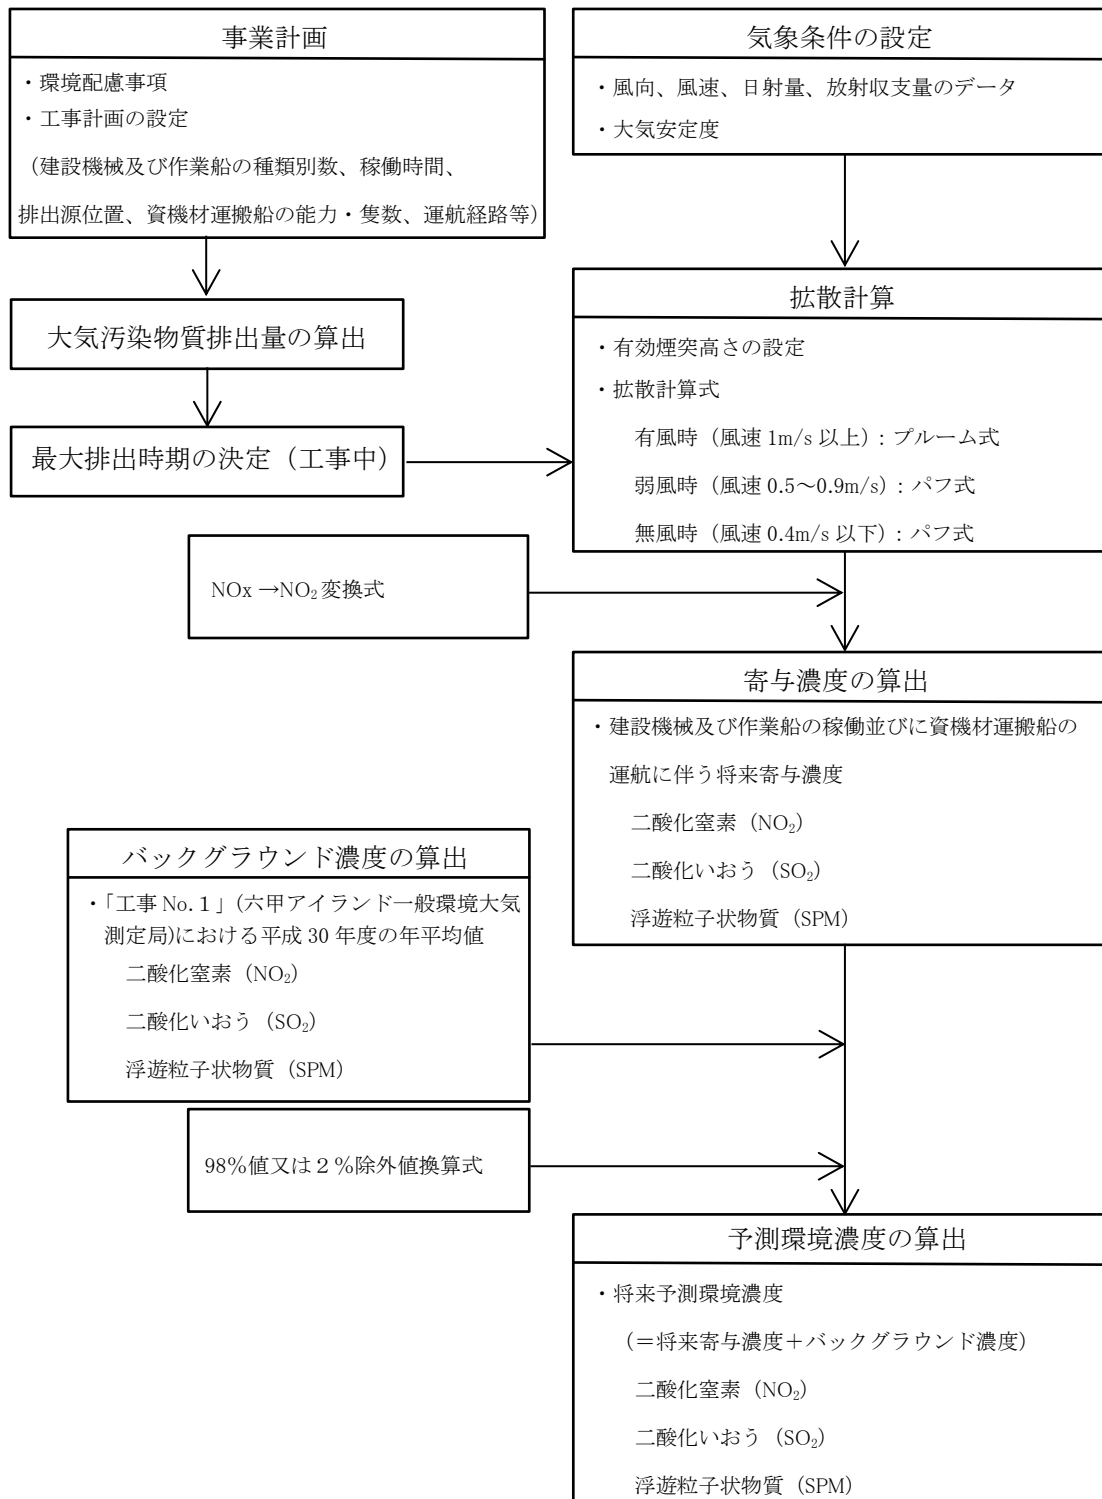 事業計画
・環境配慮事項
・工事計画の設定
（建設機械及び作業船の種類別数、稼働時間、
排出源位置、資機材運搬船の能力・隻数、運航経路等）
気象条件の設定
・風向、風速、日射量、放射収支量のデータ
・大気安定度
大気汚染物質排出量の算出
最大排出時期の決定（工事中）
拡散計算
・有効煙突高さの設定
・拡散計算式
有風時（風速 1m/s 以上）：プルーム式
弱風時（風速 0.5～0.9m/s）：パフ式
無風時（風速 0.4m/s 以下）：パフ式
NOx →NO₂変換式
寄与濃度の算出
・建設機械及び作業船の稼働並びに資機材運搬船の
運航に伴う将来寄与濃度
二酸化窒素（NO₂）
二酸化いおう（SO₂）
浮遊粒子状物質（SPM）
バックグラウンド濃度の算出
・「工事 No.１」(六甲アイランド一般環境大気
測定局)における平成 30 年度の年平均値
二酸化窒素（NO₂）
二酸化いおう（SO₂）
浮遊粒子状物質（SPM）
98％値又は２％除外値換算式
予測環境濃度の算出
・将来予測環境濃度
（＝将来寄与濃度＋バックグラウンド濃度）
二酸化窒素（NO₂）
二酸化いおう（SO₂）
浮遊粒子状物質（SPM）